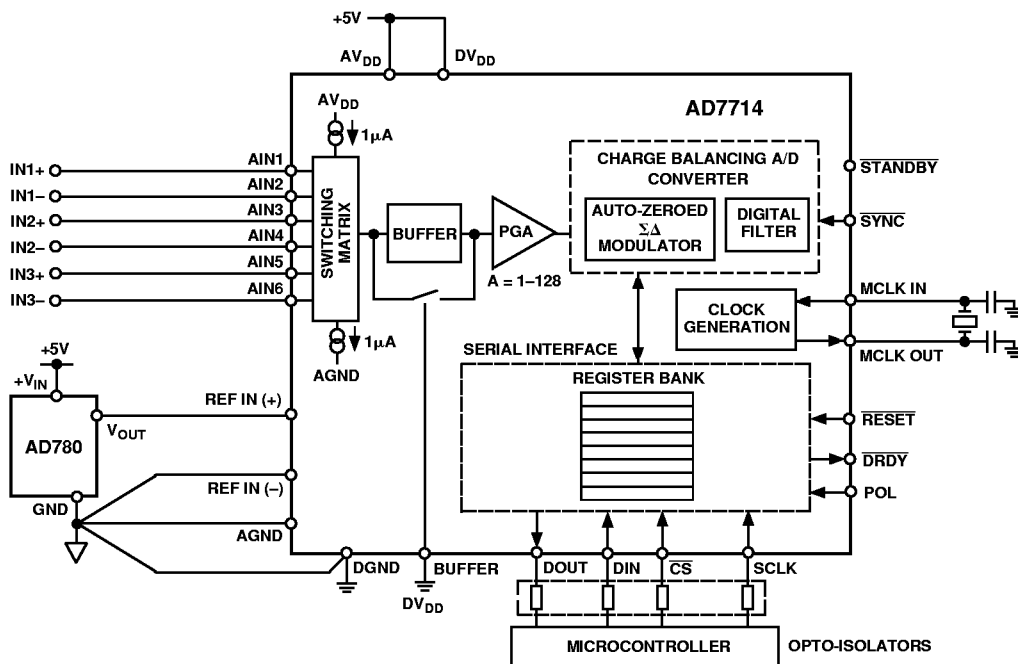 +5V
AVDD
DVDD
AD7714
AVDD
1μA
IN1+
AIN1
IN1–
AIN2
IN2+
AIN3
IN2–
AIN4
IN3+
AIN5
IN3–
AIN6
SWITCHING
MATRIX
BUFFER
PGA
A = 1–128
CHARGE BALANCING A/D
CONVERTER
AUTO-ZEROED
ΣΔ
MODULATOR
DIGITAL
FILTER
STANDBY
SYNC
1μA
AGND
CLOCK
GENERATION
MCLK IN
MCLK OUT
SERIAL INTERFACE
REGISTER BANK
RESET
DRDY
POL
+5V
+VIN
AD780
VOUT
GND
REF IN (+)
REF IN (–)
AGND
DGND
BUFFER
DVDD
DOUT
DIN
CS
SCLK
MICROCONTROLLER
OPTO-ISOLATORS